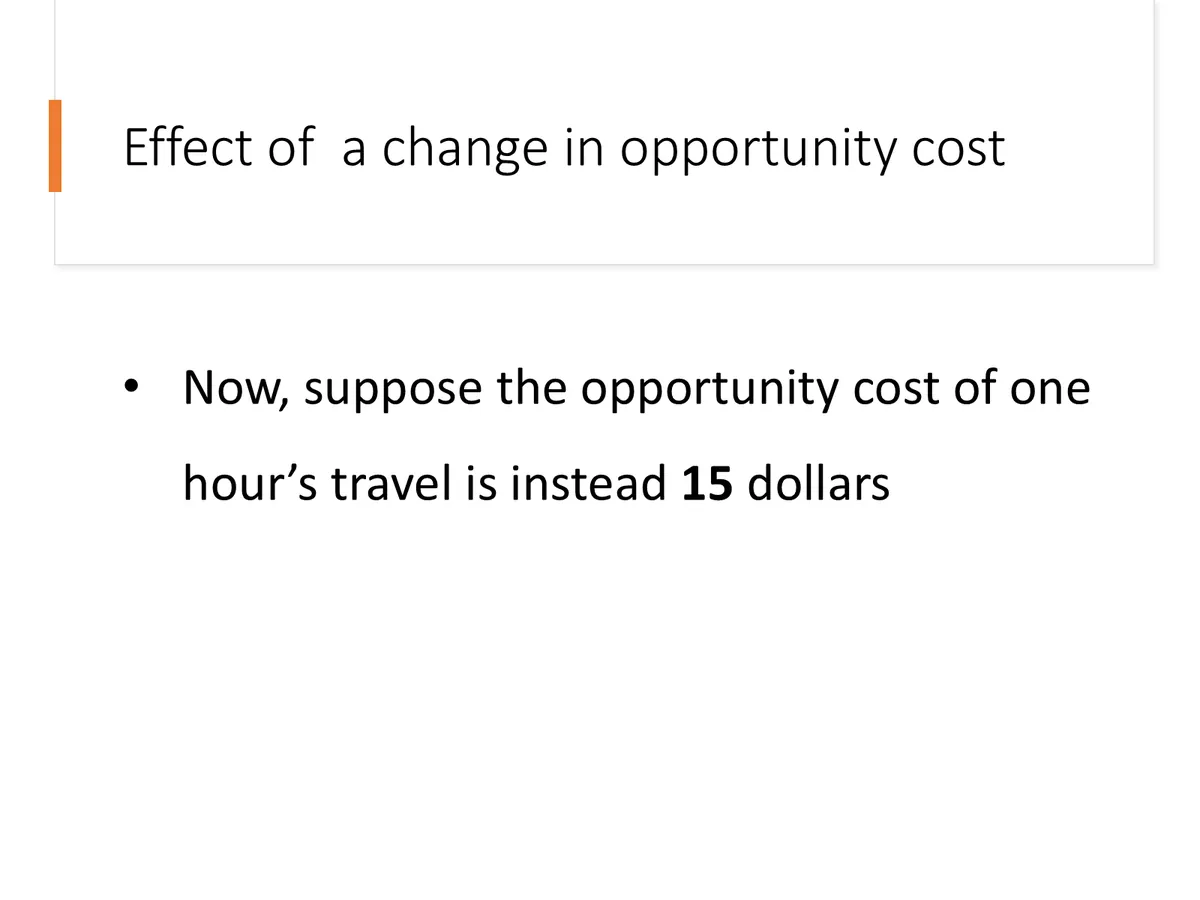 Effect of  a change in opportunity cost
• Now, suppose the opportunity cost of one
hour’s travel is instead 15 dollars